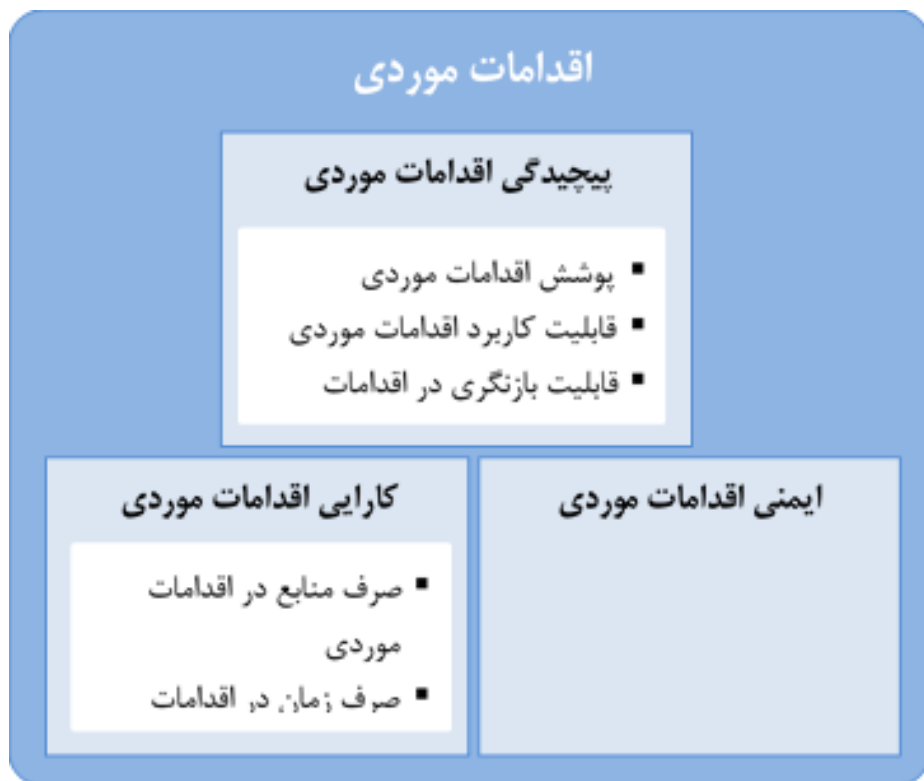 اقدامات موردی
پیچیدگی اقدامات موردی
▪ پوشش اقدامات موردی
▪ قابلیت کاربرد اقدامات موردی
▪ قابلیت بازنگری در اقدامات
ایمنی اقدامات موردی
کارایی اقدامات موردی
▪ صرف منابع در اقدامات
موردی
▪ صرف زمان در اقدامات